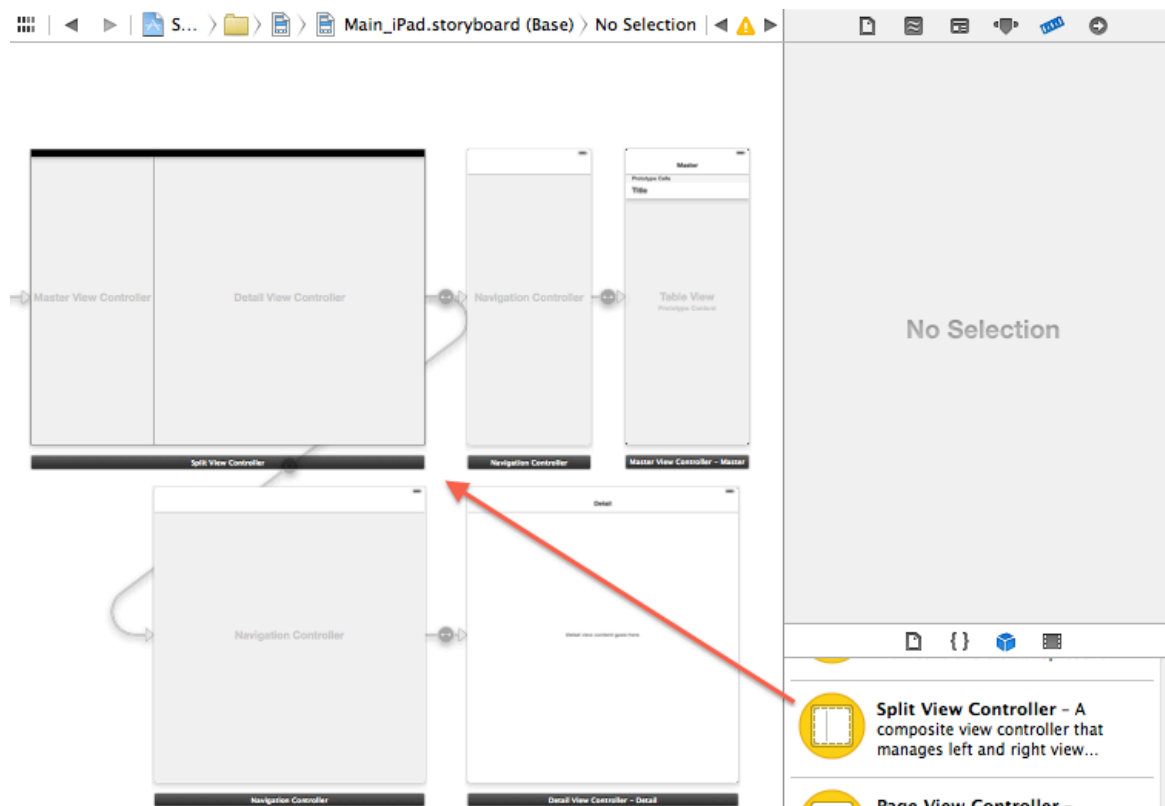 S... Main_iPad.storyboard (Base) No Selection
Master
Prototype Cells
Title
Master View Controller
Detail View Controller
Navigation Controller
Table View
Prototype Content
No Selection
Split View Controller
Navigation Controller
Master View Controller – Master
Detail
Navigation Controller
Detail view content goes here
{ }
Split View Controller – A
composite view controller that
manages left and right view...
Navigation Controller
Detail View Controller – Detail
Page View Controller –